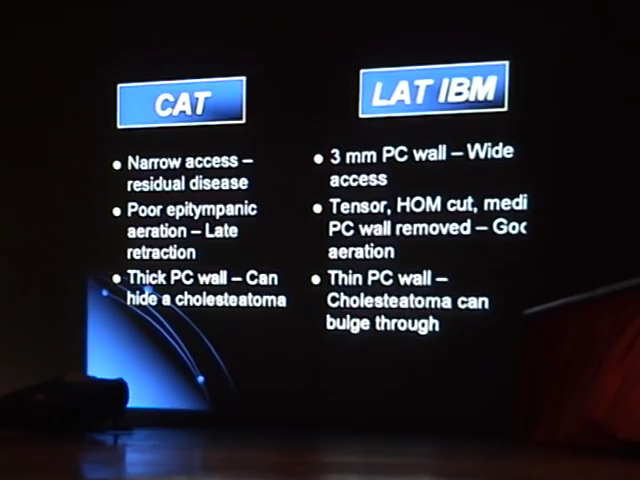 CAT
Narrow access –
residual disease
Poor epitympanic
aeration – Late
retraction
Thick PC wall – Can
hide a cholesteatoma
LAT IBM
3 mm PC wall – Wide
access
Tensor, HOM cut, medi
PC wall removed – Goo
aeration
Thin PC wall –
Cholesteatoma can
bulge through